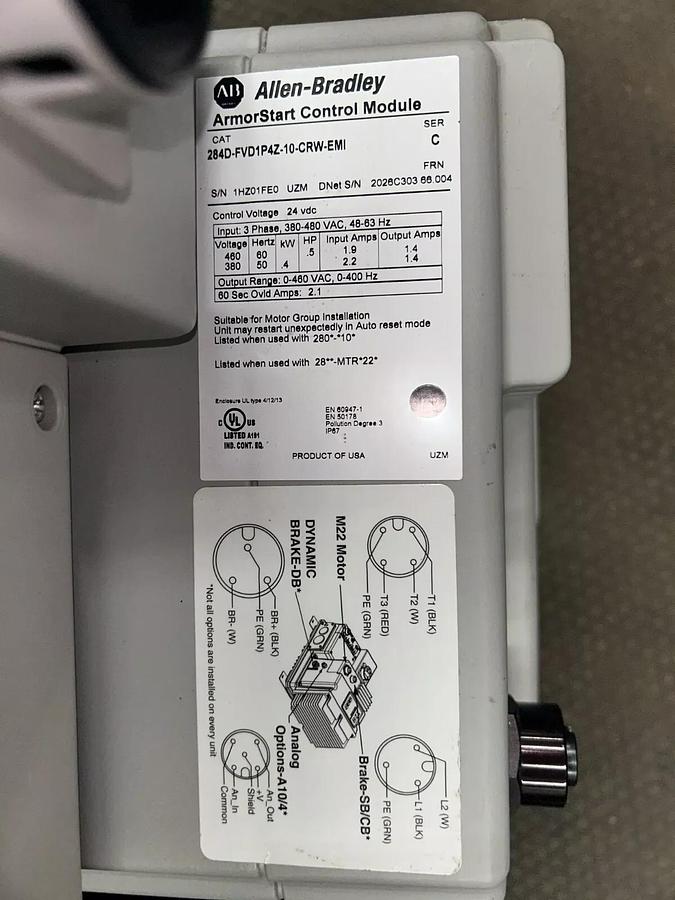 AB
Allen-Bradley
ArmorStart Control Module
CAT
SER
284D-FVD1P4Z-10-CRW-EMI
C
FRN
S/N 1HZ01FE0 UZM DNet S/N 2026C303 66.004
Control Voltage 24 vdc
Input: 3 Phase, 380-480 VAC, 48-63 Hz
Voltage Hertz kW HP Input Amps Output Amps
460 60 .5 1.9 1.4
380 50 .4 2.2 1.4
Output Range: 0-460 VAC, 0-400 Hz
60 Sec Ovld Amps: 2.1
Suitable for Motor Group Installation
Unit may restart unexpectedly in Auto reset mode
Listed when used with 280*-*10*
Listed when used with 28**-MTR*22*
Enclosure UL type 4/12/13
C UL US
LISTED A191
IND. CONT. EQ.
EN 60947-1
EN 50178
Pollution Degree 3
IP67
PRODUCT OF USA
UZM
T1 (BLK)
T2 (W)
T3 (RED)
PE (GRN)
M22 Motor
DYNAMIC
BRAKE-DB*
BR+ (BLK)
PE (GRN)
BR- (W)
L2 (W)
L1 (BLK)
PE (GRN)
Brake-SB/CB*
Analog
Options-A10/4*
An_Out
+V
Shield
An_In
Common
*Not all options are installed on every unit